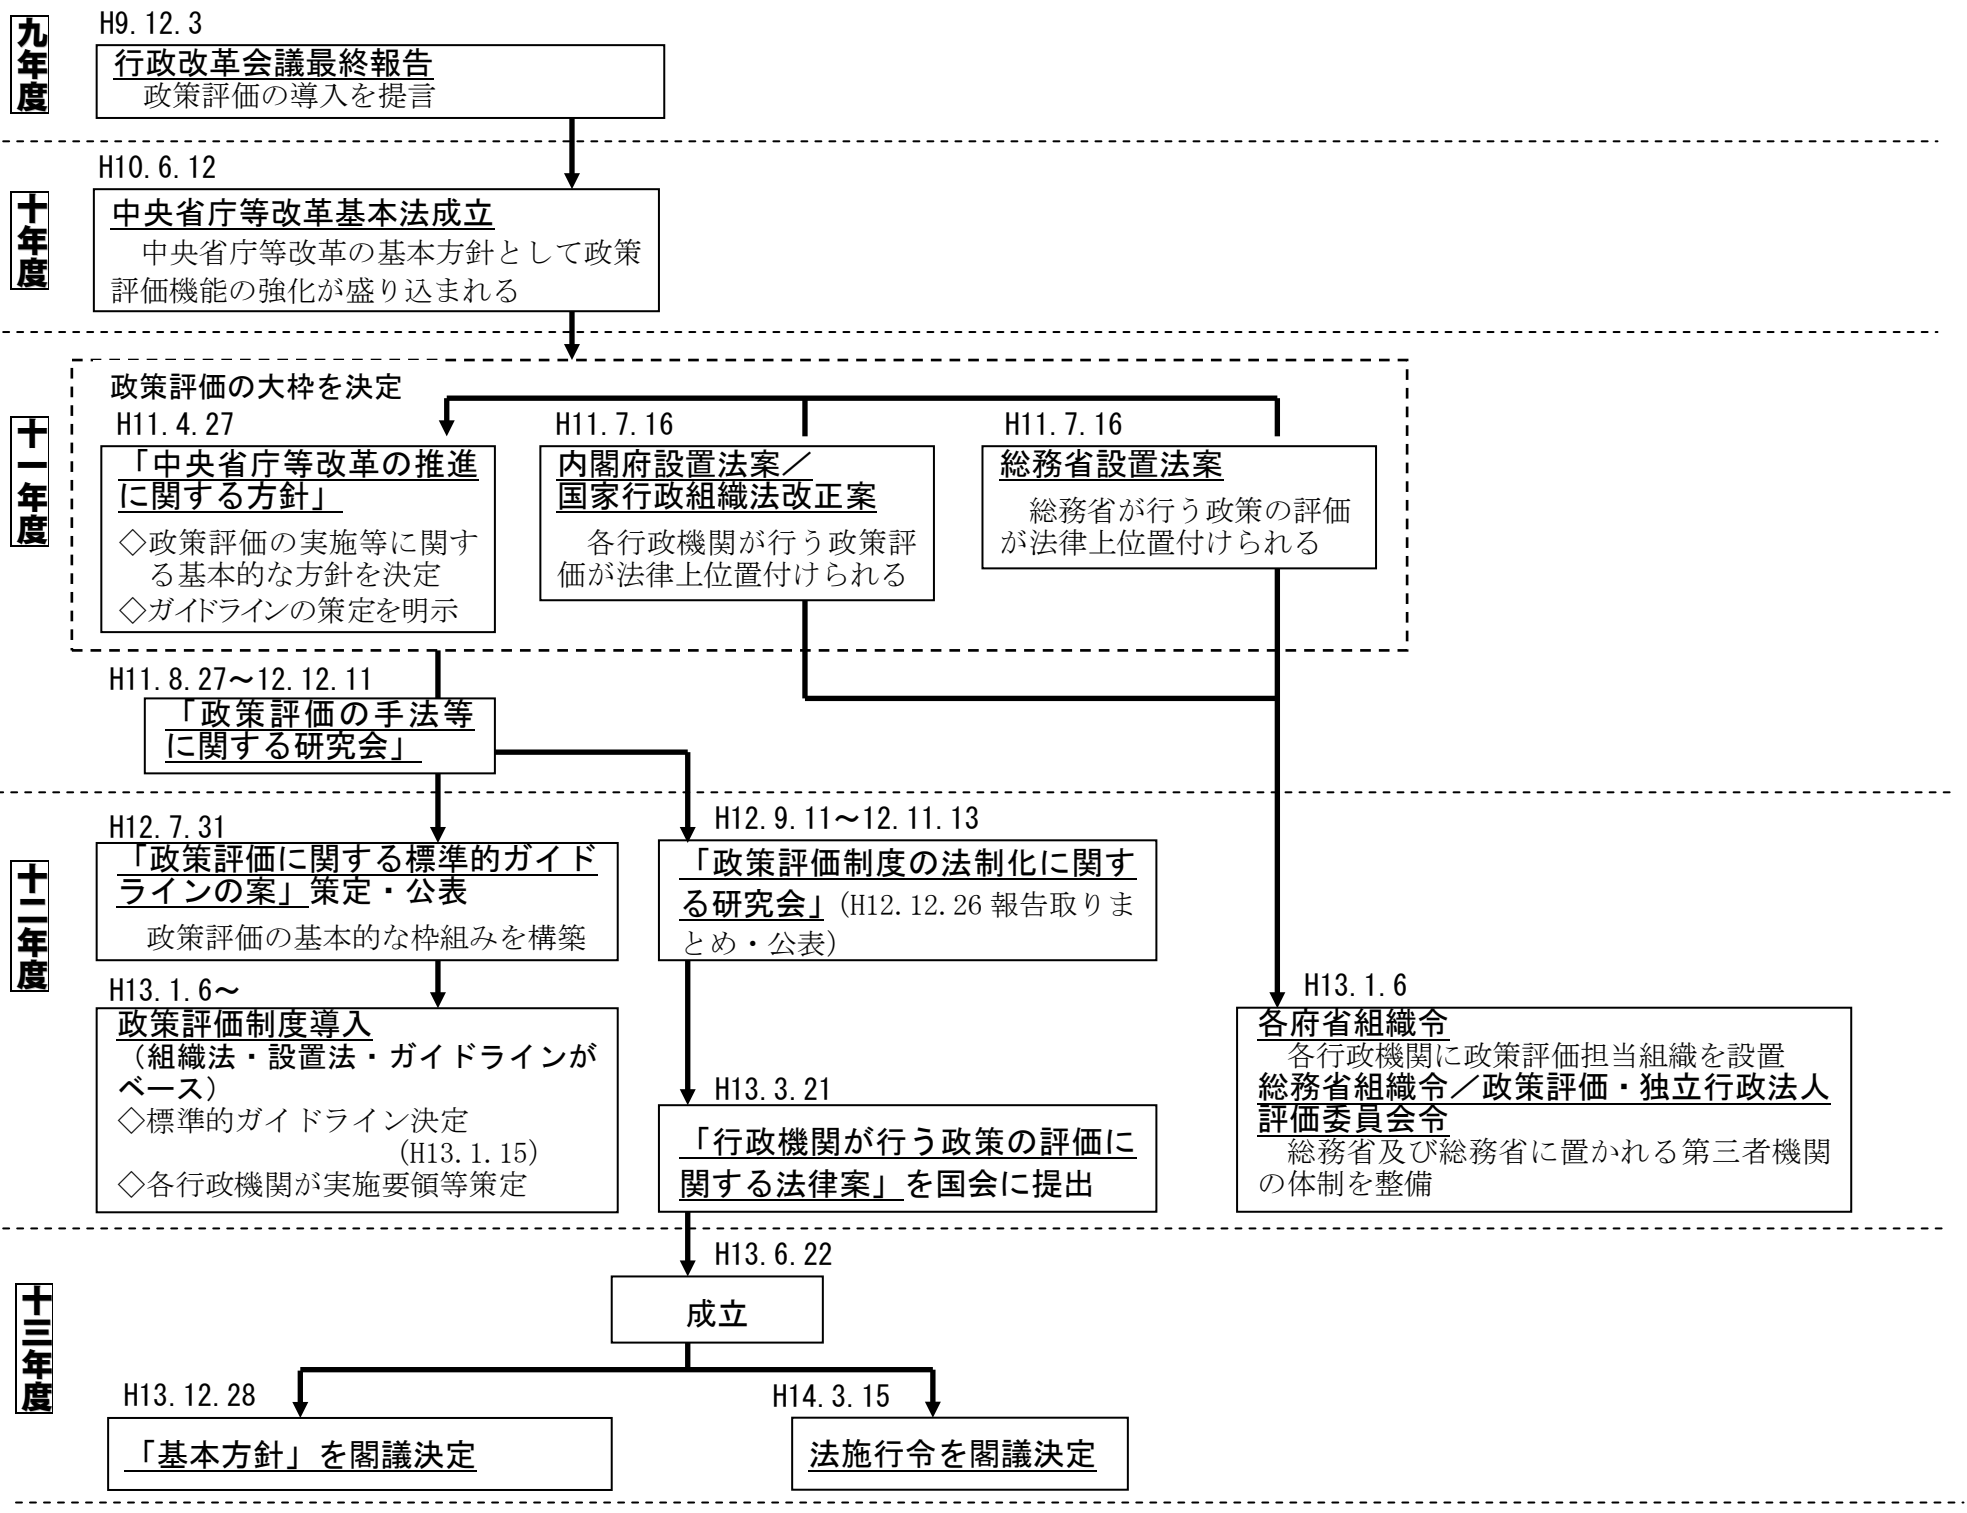 九年度
H9.12.3
行政改革会議最終報告
政策評価の導入を提言
十年度
H10.6.12
中央省庁等改革基本法成立
中央省庁等改革の基本方針として政策
評価機能の強化が盛り込まれる
十一年度
政策評価の大枠を決定
H11.4.27
「中央省庁等改革の推進
に関する方針」
◇政策評価の実施等に関す
る基本的な方針を決定
◇ガイドラインの策定を明示
H11.7.16
内閣府設置法案／
国家行政組織法改正案
各行政機関が行う政策評
価が法律上位置付けられる
H11.7.16
総務省設置法案
総務省が行う政策の評価
が法律上位置付けられる
H11.8.27～12.12.11
「政策評価の手法等
に関する研究会」
十二年度
H12.7.31
「政策評価に関する標準的ガイド
ラインの案」策定・公表
政策評価の基本的な枠組みを構築
H12.9.11～12.11.13
「政策評価制度の法制化に関す
る研究会」(H12.12.26 報告取りま
とめ・公表)
H13.1.6～
政策評価制度導入
（組織法・設置法・ガイドラインが
ベース）
◇標準的ガイドライン決定
(H13.1.15)
◇各行政機関が実施要領等策定
H13.3.21
「行政機関が行う政策の評価に
関する法律案」を国会に提出
H13.1.6
各府省組織令
各行政機関に政策評価担当組織を設置
総務省組織令／政策評価・独立行政法人
評価委員会令
総務省及び総務省に置かれる第三者機関
の体制を整備
十三年度
H13.6.22
成立
H13.12.28
「基本方針」を閣議決定
H14.3.15
法施行令を閣議決定